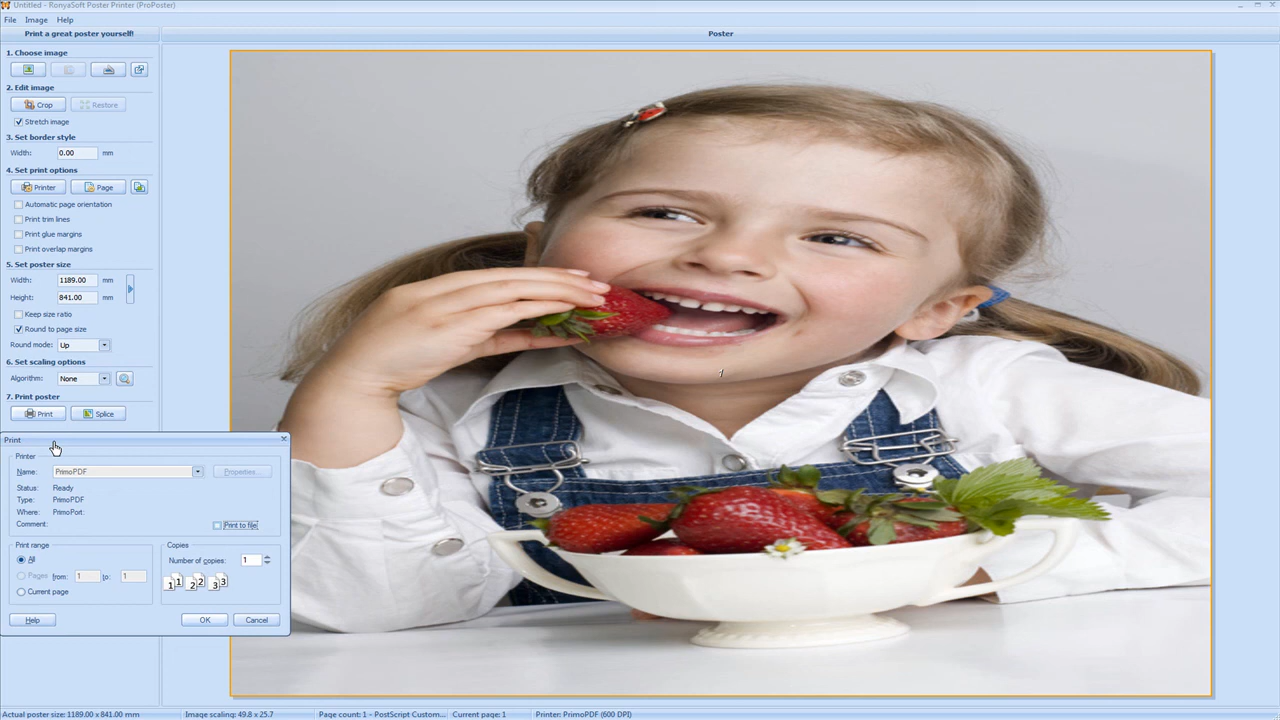 Untitled - RonyaSoft Poster Printer (ProPoster)
File Image Help
Print a great poster yourself!
Poster
1. Choose image
2. Edit image
Crop
Restore
Stretch image
3. Set border style
Width: 0.00 mm
4. Set print options
Printer
Page
Automatic page orientation
Print trim lines
Print glue margins
Print overlap margins
5. Set poster size
Width: 1189.00 mm
Height: 841.00 mm
Keep size ratio
Round to page size
Round mode: Up
6. Set scaling options
Algorithm: None
7. Print poster
Print
Splice
1
Print
Printer
Name: PrimoPDF
Properties...
Status: Ready
Type: PrimoPDF
Where: PrimoPort:
Comment:
Print to file
Print range
All
Pages from: 1 to: 1
Current page
Copies
Number of copies: 1
1 1 2 2 3 3
Help
OK
Cancel
Actual poster size: 1189.00 x 841.00 mm
Image scaling: 49.8 x 25.7
Page count: 1 - PostScript Custom...
Current page: 1
Printer: PrimoPDF (600 DPI)